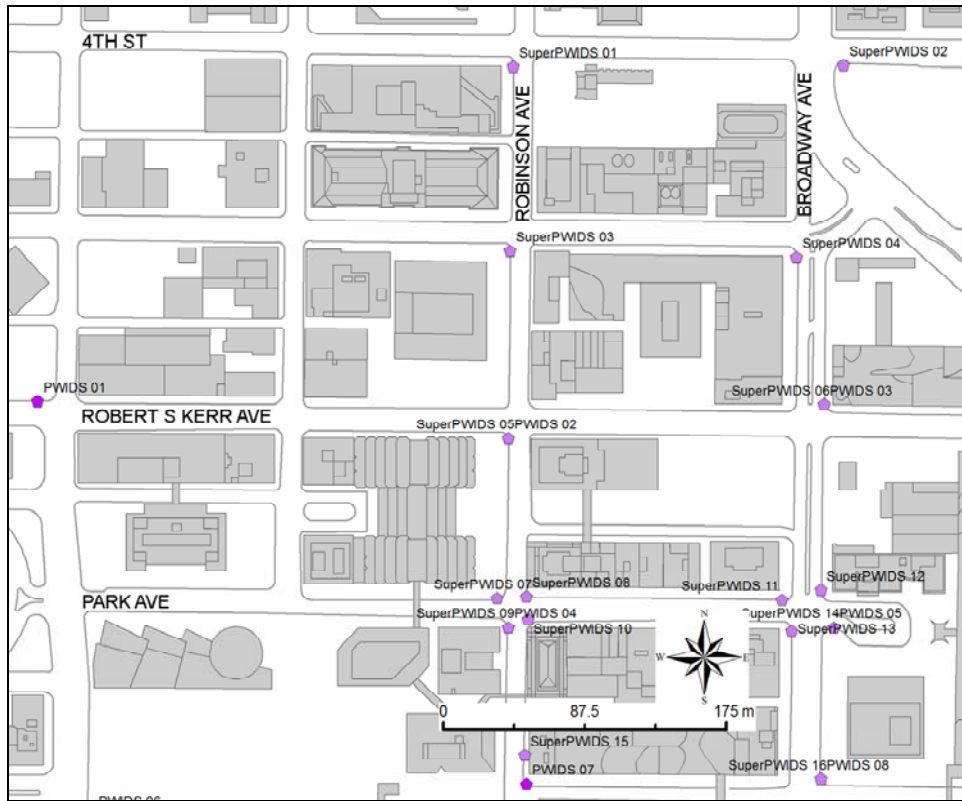 4TH ST
SuperPWIDS 01
SuperPWIDS 02
ROBINSON AVE
BROADWAY AVE
SuperPWIDS 03
SuperPWIDS 04
PWIDS 01
SuperPWIDS 06PWIDS 03
ROBERT S KERR AVE
SuperPWIDS 05PWIDS 02
SuperPWIDS 07
SuperPWIDS 08
SuperPWIDS 11
SuperPWIDS 12
PARK AVE
SuperPWIDS 09PWIDS 04
SuperPWIDS 14PWIDS 05
SuperPWIDS 10
SuperPWIDS 13
N
W
E
S
0
87.5
175 m
SuperPWIDS 15
PWIDS 07
SuperPWIDS 16PWIDS 08
PWIDS 06